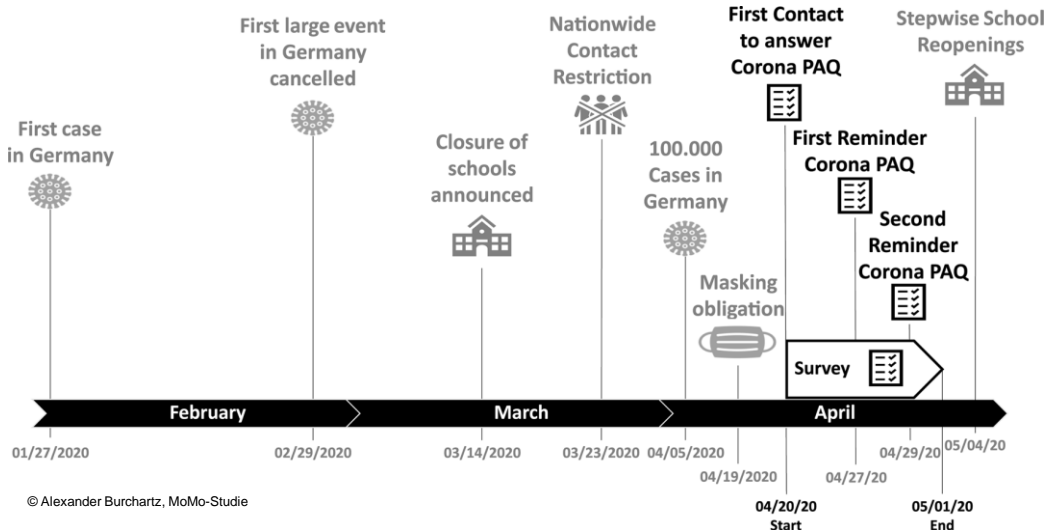 First case
in Germany
First large event
in Germany
cancelled
Closure of
schools
announced
Nationwide
Contact
Restriction
100.000
Cases in
Germany
Masking
obligation
First Contact
to answer
Corona PAQ
First Reminder
Corona PAQ
Second
Reminder
Corona PAQ
Stepwise School
Reopenings
Survey
February
March
April
01/27/2020
02/29/2020
03/14/2020
03/23/2020
04/05/2020
04/19/2020
04/20/20
Start
04/27/20
04/29/20
05/01/20
End
05/04/20
© Alexander Burchartz, MoMo-Studie